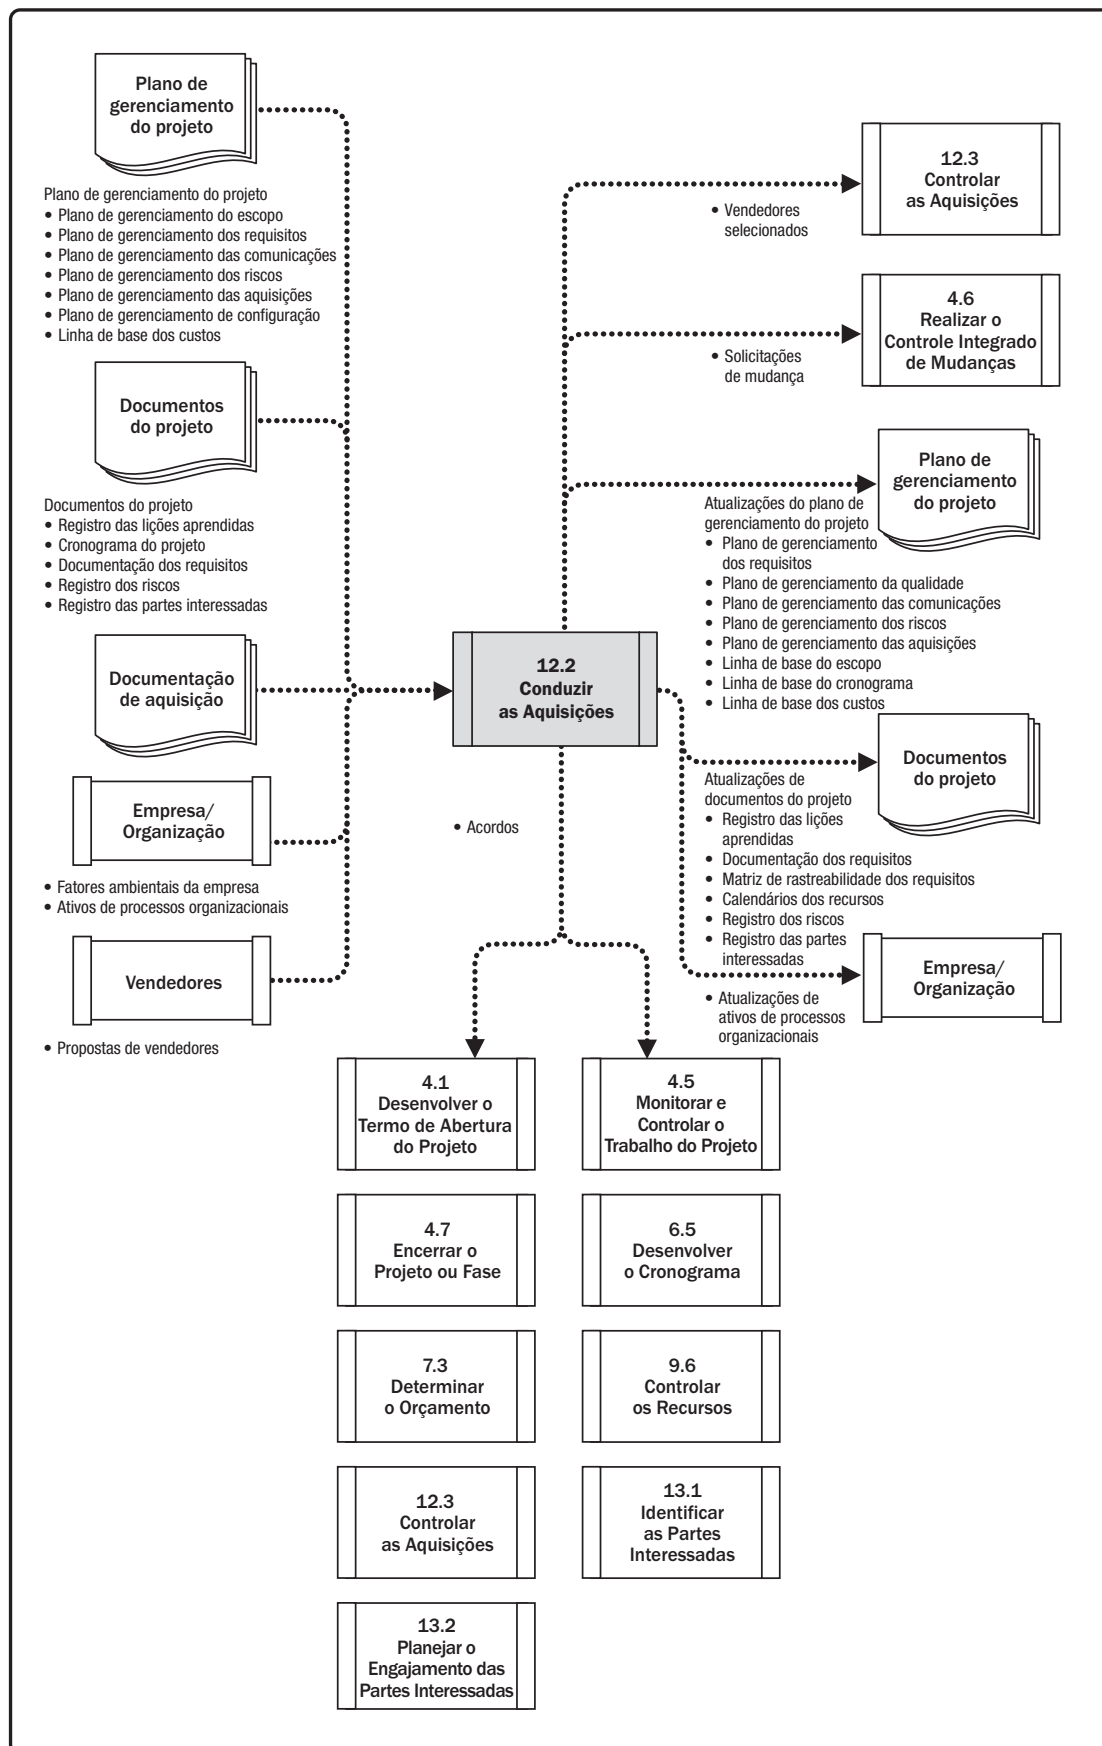 Plano de
gerenciamento
do projeto
Plano de gerenciamento do projeto
• Plano de gerenciamento do escopo
• Plano de gerenciamento dos requisitos
• Plano de gerenciamento das comunicações
• Plano de gerenciamento dos riscos
• Plano de gerenciamento das aquisições
• Plano de gerenciamento de configuração
• Linha de base dos custos
Documentos
do projeto
Documentos do projeto
• Registro das lições aprendidas
• Cronograma do projeto
• Documentação dos requisitos
• Registro dos riscos
• Registro das partes interessadas
Documentação
de aquisição
Empresa/
Organização
• Fatores ambientais da empresa
• Ativos de processos organizacionais
Vendedores
• Propostas de vendedores
12.2
Conduzir
as Aquisições
• Acordos
12.3
Controlar
as Aquisições
• Vendedores
selecionados
4.6
Realizar o
Controle Integrado
de Mudanças
• Solicitações
de mudança
Plano de
gerenciamento
do projeto
Atualizações do plano de
gerenciamento do projeto
• Plano de gerenciamento
dos requisitos
• Plano de gerenciamento da qualidade
• Plano de gerenciamento das comunicações
• Plano de gerenciamento dos riscos
• Plano de gerenciamento das aquisições
• Linha de base do escopo
• Linha de base do cronograma
• Linha de base dos custos
Documentos
do projeto
Atualizações de
documentos do projeto
• Registro das lições
aprendidas
• Documentação dos requisitos
• Matriz de rastreabilidade dos requisitos
• Calendários dos recursos
• Registro dos riscos
• Registro das partes
interessadas
Empresa/
Organização
• Atualizações de
ativos de processos
organizacionais
4.1
Desenvolver o
Termo de Abertura
do Projeto
4.5
Monitorar e
Controlar o
Trabalho do Projeto
4.7
Encerrar o
Projeto ou Fase
6.5
Desenvolver
o Cronograma
7.3
Determinar
o Orçamento
9.6
Controlar
os Recursos
12.3
Controlar
as Aquisições
13.1
Identificar
as Partes
Interessadas
13.2
Planejar o
Engajamento das
Partes Interessadas